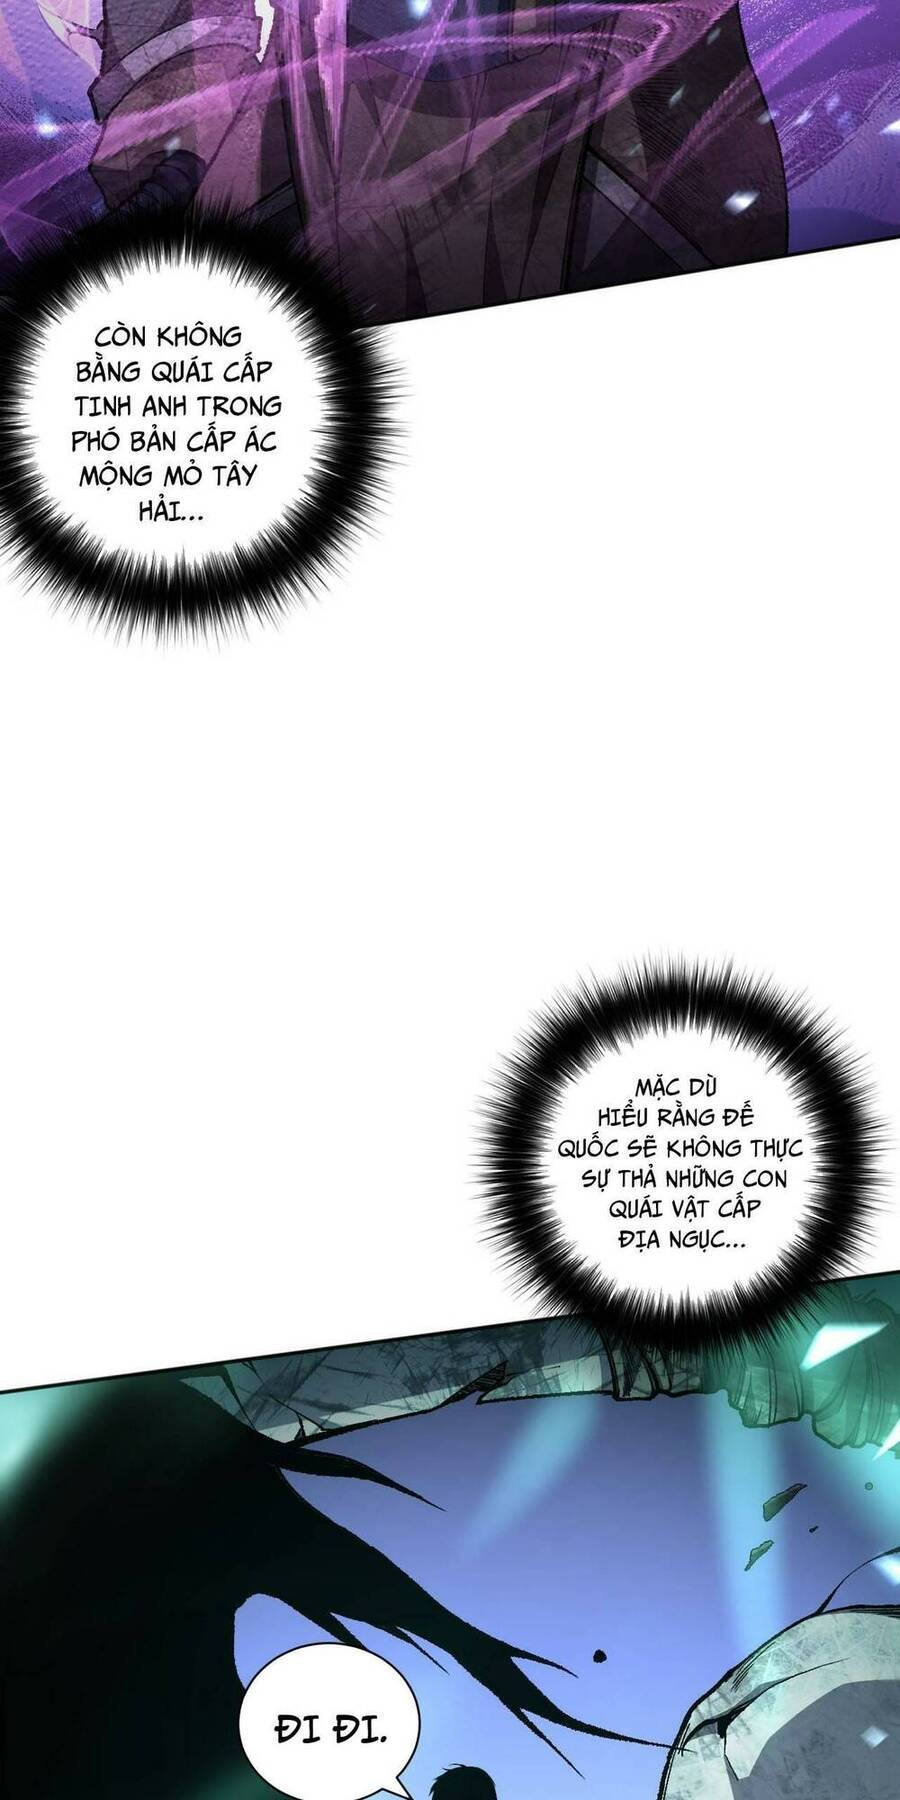 CÒN KHÔNG
BẰNG QUÁI CẤP
TINH ANH TRONG
PHÓ BẢN CẤP ÁC
MỘNG MỎ TÂY
HẢI...
MẶC DÙ
HIỂU RẰNG ĐẾ
QUỐC SẼ KHÔNG THỰC
SỰ THẢ NHỮNG CON
QUÁI VẬT CẤP
ĐỊA NGỤC...
ĐI ĐI.